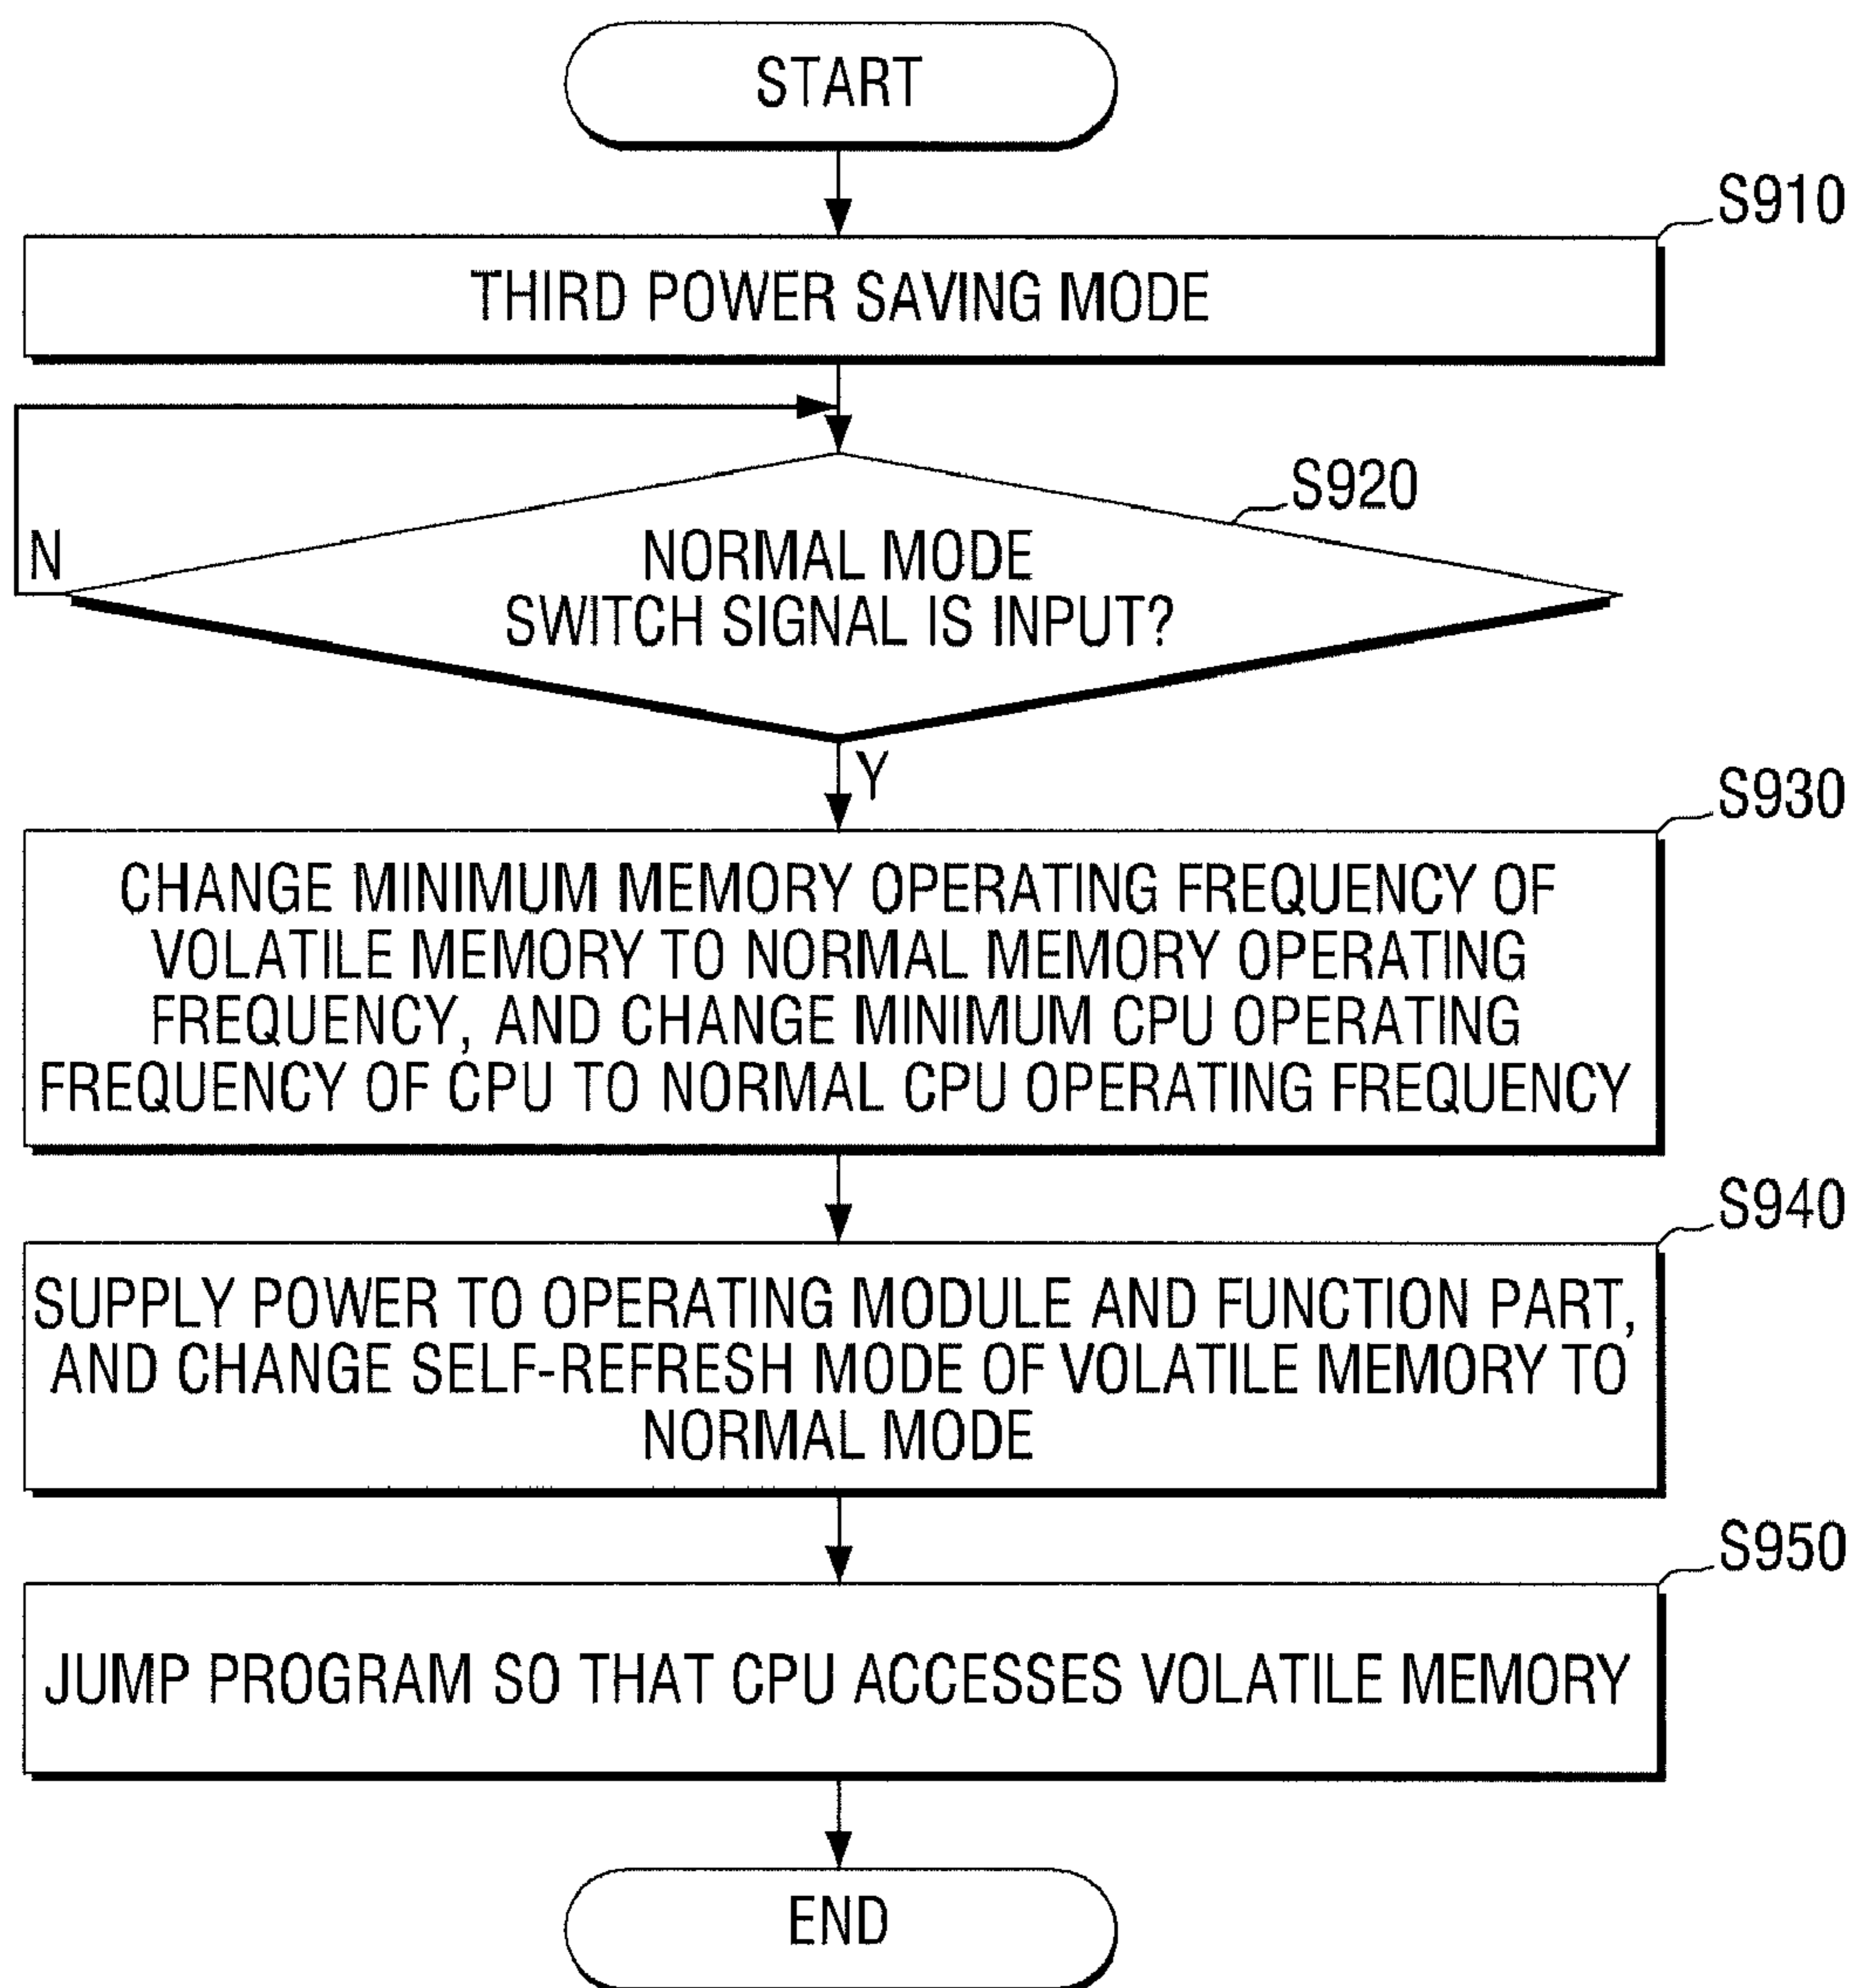 START
S910
THIRD POWER SAVING MODE
S920
N
NORMAL MODE
SWITCH SIGNAL IS INPUT?
Y
S930
CHANGE MINIMUM MEMORY OPERATING FREQUENCY OF
VOLATILE MEMORY TO NORMAL MEMORY OPERATING
FREQUENCY, AND CHANGE MINIMUM CPU OPERATING
FREQUENCY OF CPU TO NORMAL CPU OPERATING FREQUENCY
S940
SUPPLY POWER TO OPERATING MODULE AND FUNCTION PART,
AND CHANGE SELF-REFRESH MODE OF VOLATILE MEMORY TO
NORMAL MODE
S950
JUMP PROGRAM SO THAT CPU ACCESSES VOLATILE MEMORY
END